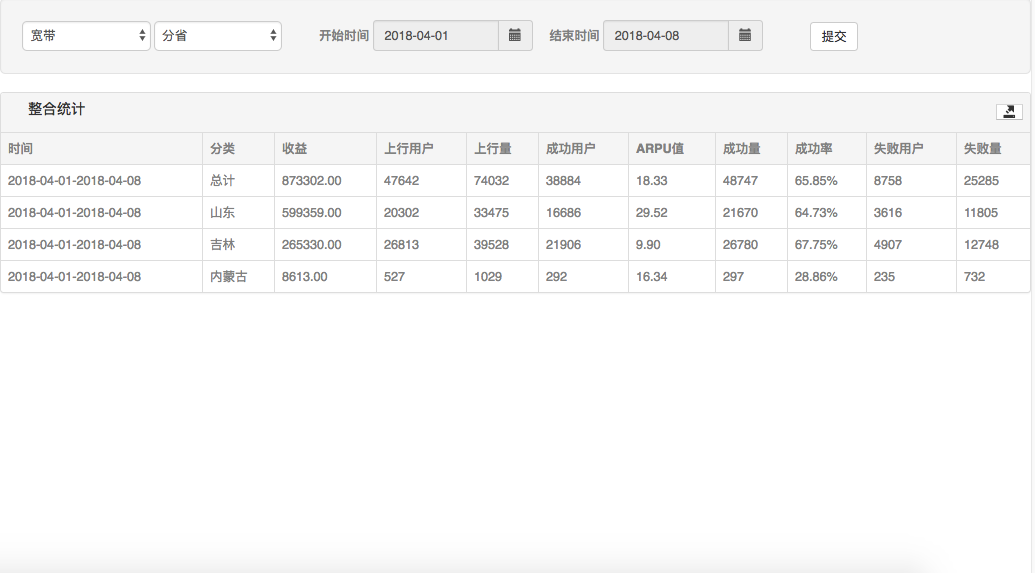 宽带 分省 开始时间 2018-04-01 结束时间 2018-04-08 提交
整合统计
时间 分类 收益 上行用户 上行量 成功用户 ARPU值 成功量 成功率 失败用户 失败量
2018-04-01-2018-04-08 总计 873302.00 47642 74032 38884 18.33 48747 65.85% 8758 25285
2018-04-01-2018-04-08 山东 599359.00 20302 33475 16686 29.52 21670 64.73% 3616 11805
2018-04-01-2018-04-08 吉林 265330.00 26813 39528 21906 9.90 26780 67.75% 4907 12748
2018-04-01-2018-04-08 内蒙古 8613.00 527 1029 292 16.34 297 28.86% 235 732